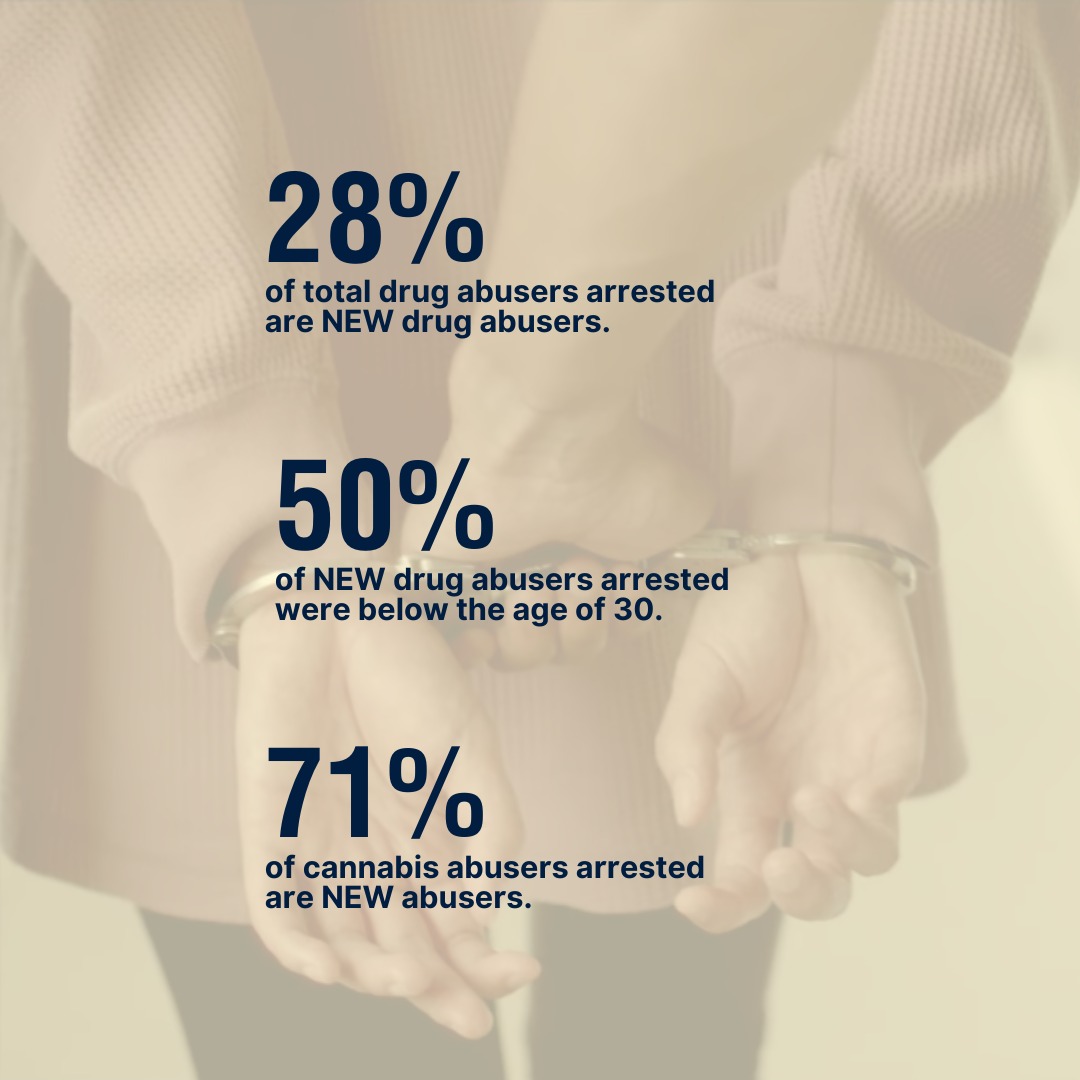 28%
of total drug abusers arrested
are NEW drug abusers.
50%
of NEW drug abusers arrested
were below the age of 30.
71%
of cannabis abusers arrested
are NEW abusers.